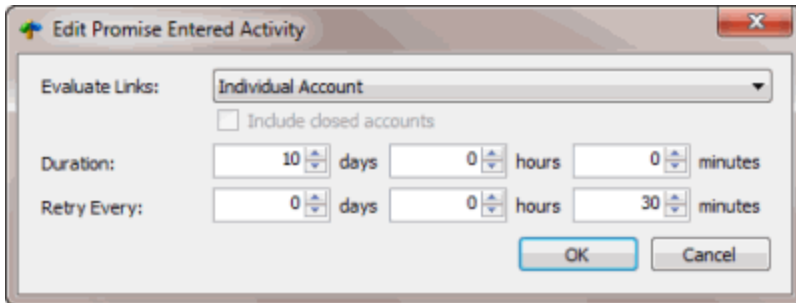 Edit Promise Entered Activity
Evaluate Links: Individual Account
Include closed accounts
Duration: 10 days 0 hours 0 minutes
Retry Every: 0 days 0 hours 30 minutes
OK Cancel